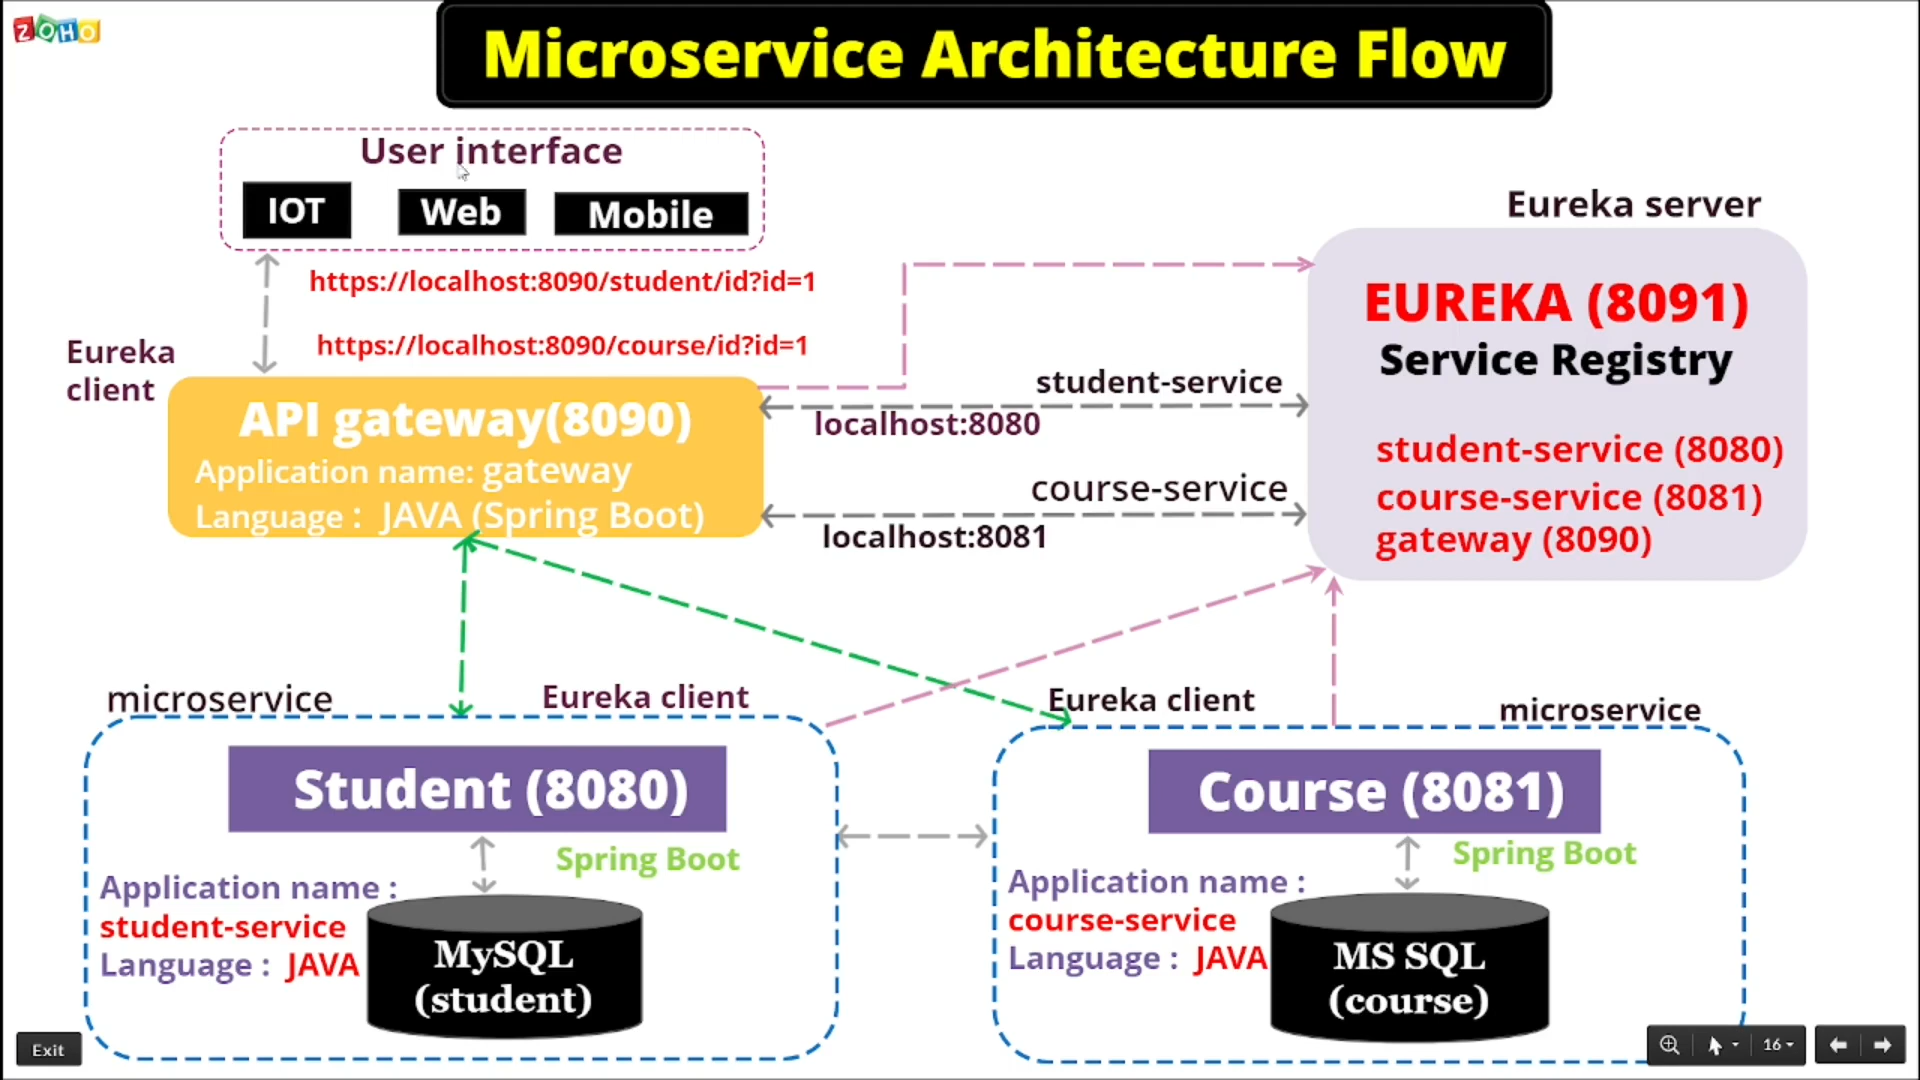 ZOHO
Microservice Architecture Flow
User interface
IOT
Web
Mobile
https://localhost:8090/student/id?id=1
https://localhost:8090/course/id?id=1
Eureka
client
API gateway(8090)
Application name: gateway
Language : JAVA (Spring Boot)
student-service
localhost:8080
course-service
localhost:8081
Eureka server
EUREKA (8091)
Service Registry
student-service (8080)
course-service (8081)
gateway (8090)
microservice
Eureka client
Student (8080)
Spring Boot
Application name :
student-service
Language : JAVA
MySQL
(student)
Eureka client
microservice
Course (8081)
Spring Boot
Application name :
course-service
Language : JAVA
MS SQL
(course)
Exit
16